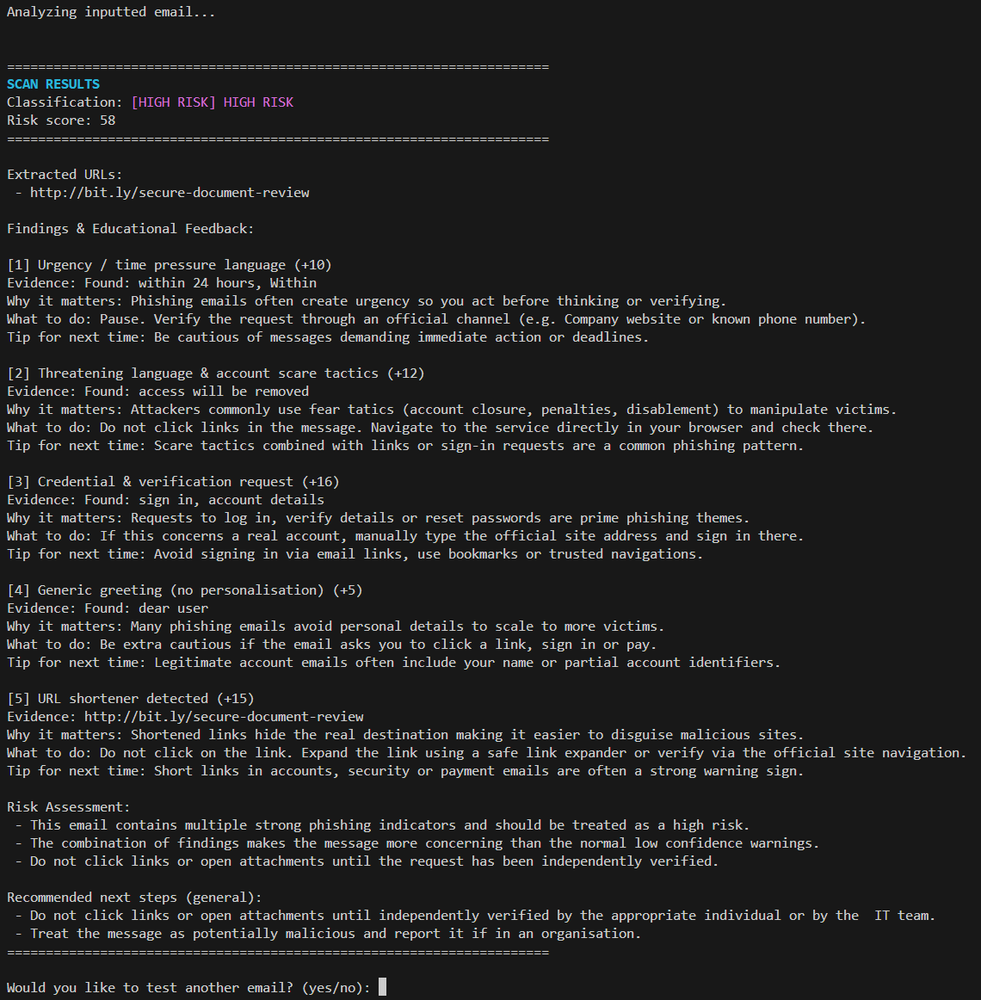 Analyzing inputted email...
======================================================================
SCAN RESULTS
Classification: [HIGH RISK] HIGH RISK
Risk score: 58
======================================================================
Extracted URLs:
 - http://bit.ly/secure-document-review
Findings & Educational Feedback:
[1] Urgency / time pressure language (+10)
Evidence: Found: within 24 hours, Within
Why it matters: Phishing emails often create urgency so you act before thinking or verifying.
What to do: Pause. Verify the request through an official channel (e.g. Company website or known phone number).
Tip for next time: Be cautious of messages demanding immediate action or deadlines.
[2] Threatening language & account scare tactics (+12)
Evidence: Found: access will be removed
Why it matters: Attackers commonly use fear tatics (account closure, penalties, disablement) to manipulate victims.
What to do: Do not click links in the message. Navigate to the service directly in your browser and check there.
Tip for next time: Scare tactics combined with links or sign-in requests are a common phishing pattern.
[3] Credential & verification request (+16)
Evidence: Found: sign in, account details
Why it matters: Requests to log in, verify details or reset passwords are prime phishing themes.
What to do: If this concerns a real account, manually type the official site address and sign in there.
Tip for next time: Avoid signing in via email links, use bookmarks or trusted navigations.
[4] Generic greeting (no personalisation) (+5)
Evidence: Found: dear user
Why it matters: Many phishing emails avoid personal details to scale to more victims.
What to do: Be extra cautious if the email asks you to click a link, sign in or pay.
Tip for next time: Legitimate account emails often include your name or partial account identifiers.
[5] URL shortener detected (+15)
Evidence: http://bit.ly/secure-document-review
Why it matters: Shortened links hide the real destination making it easier to disguise malicious sites.
What to do: Do not click on the link. Expand the link using a safe link expander or verify via the official site navigation.
Tip for next time: Short links in accounts, security or payment emails are often a strong warning sign.
Risk Assessment:
 - This email contains multiple strong phishing indicators and should be treated as a high risk.
 - The combination of findings makes the message more concerning than the normal low confidence warnings.
 - Do not click links or open attachments until the request has been independently verified.
Recommended next steps (general):
 - Do not click links or open attachments until independently verified by the appropriate individual or by the  IT team.
 - Treat the message as potentially malicious and report it if in an organisation.
======================================================================
Would you like to test another email? (yes/no):